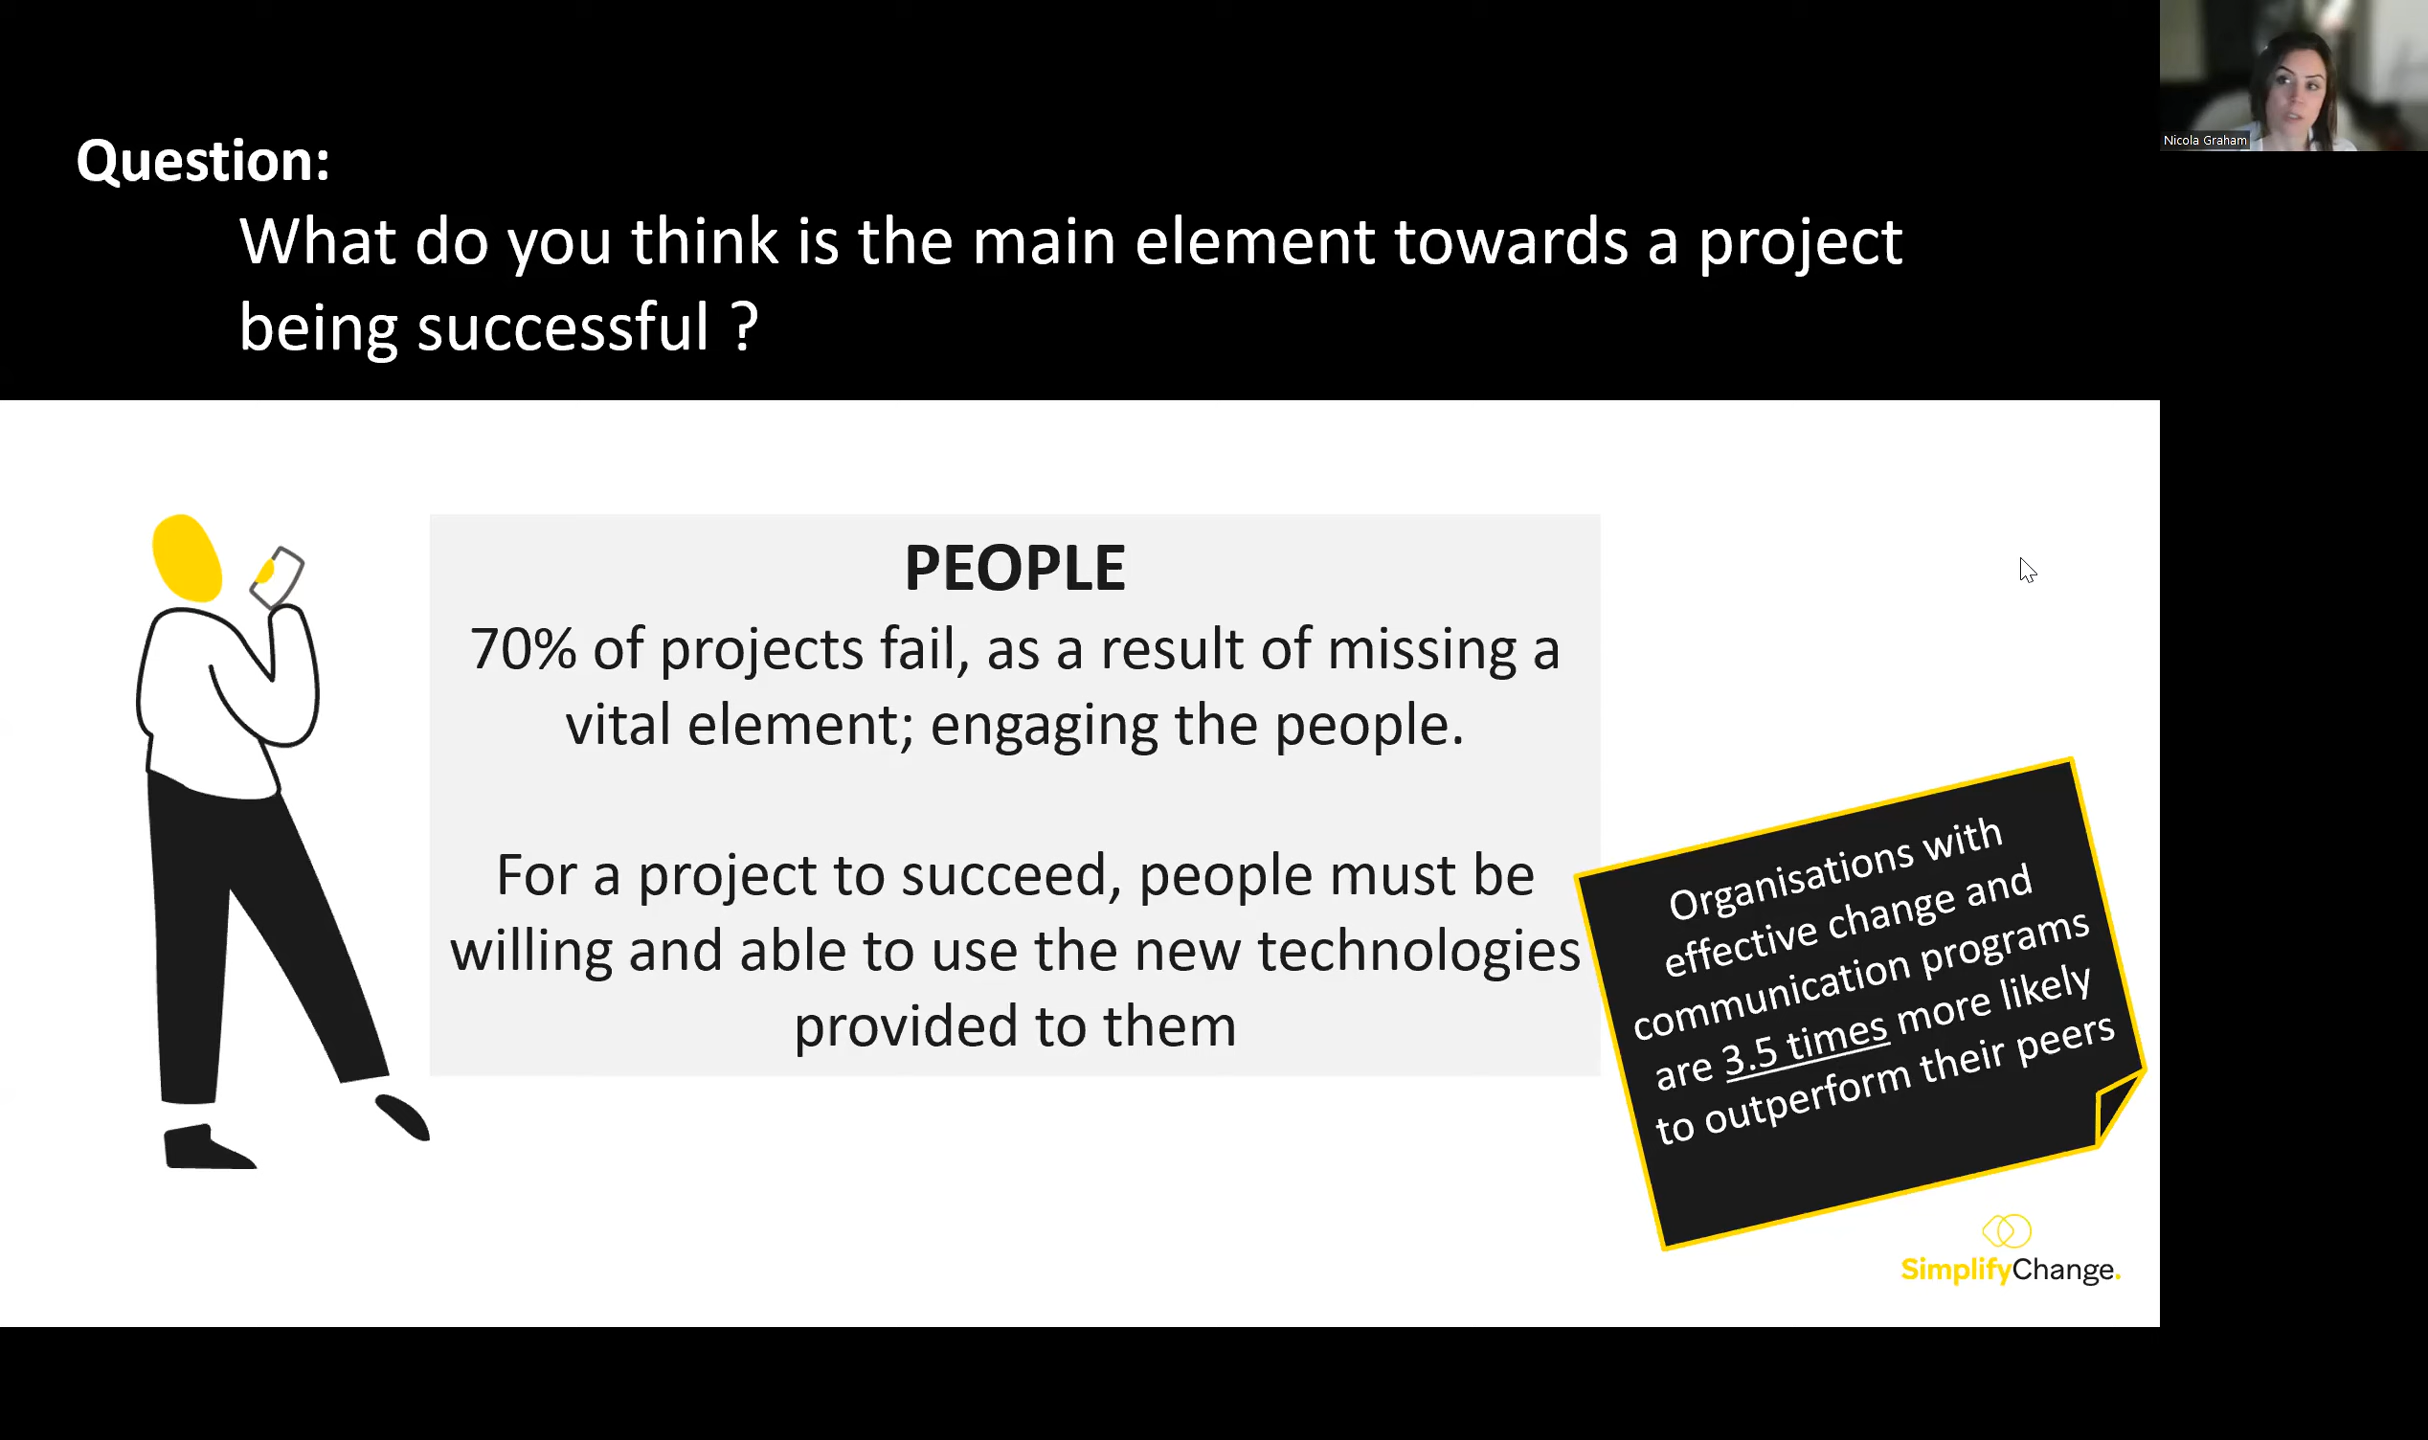 Question:
What do you think is the main element towards a project
being successful ?
Nicola Graham
PEOPLE
70% of projects fail, as a result of missing a
vital element; engaging the people.
For a project to succeed, people must be
willing and able to use the new technologies
provided to them
Organisations with
effective change and
communication programs
are 3.5 times more likely
to outperform their peers
SimplifyChange.